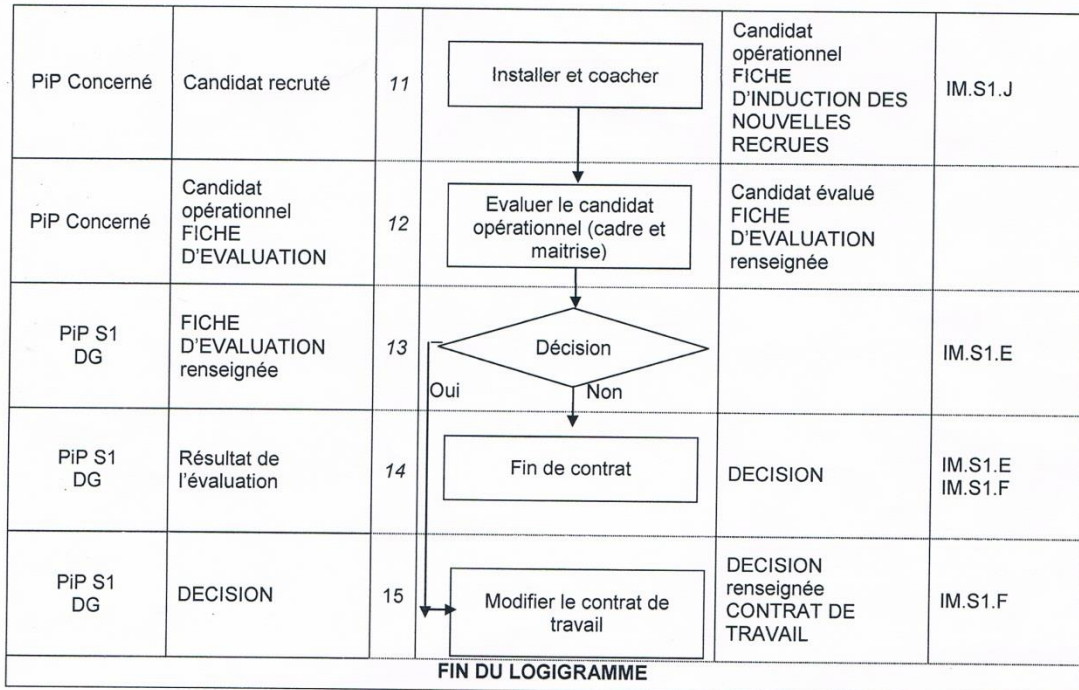 PiP Concerné
Candidat recruté
11
Installer et coacher
Candidat
opérationnel
FICHE
D'INDUCTION DES
NOUVELLES
RECRUES
IM.S1.J
PiP Concerné
Candidat
opérationnel
FICHE
D'EVALUATION
12
Evaluer le candidat
opérationnel (cadre et
maitrise)
Candidat évalué
FICHE
D'EVALUATION
renseignée
PiP S1
DG
FICHE
D'EVALUATION
renseignée
13
Décision
Oui
Non
IM.S1.E
PiP S1
DG
Résultat de
l'évaluation
14
Fin de contrat
DECISION
IM.S1.E
IM.S1.F
PiP S1
DG
DECISION
15
Modifier le contrat de
travail
DECISION
renseignée
CONTRAT DE
TRAVAIL
IM.S1.F
FIN DU LOGIGRAMME